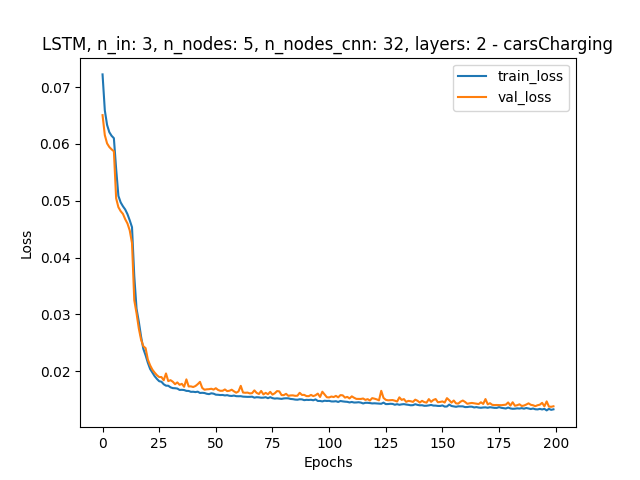 LSTM, n_in: 3, n_nodes: 5, n_nodes_cnn: 32, layers: 2 - carsCharging
train_loss
val_loss
0.07
0.06
0.05
0.04
0.03
0.02
Loss
0 25 50 75 100 125 150 175 200
Epochs